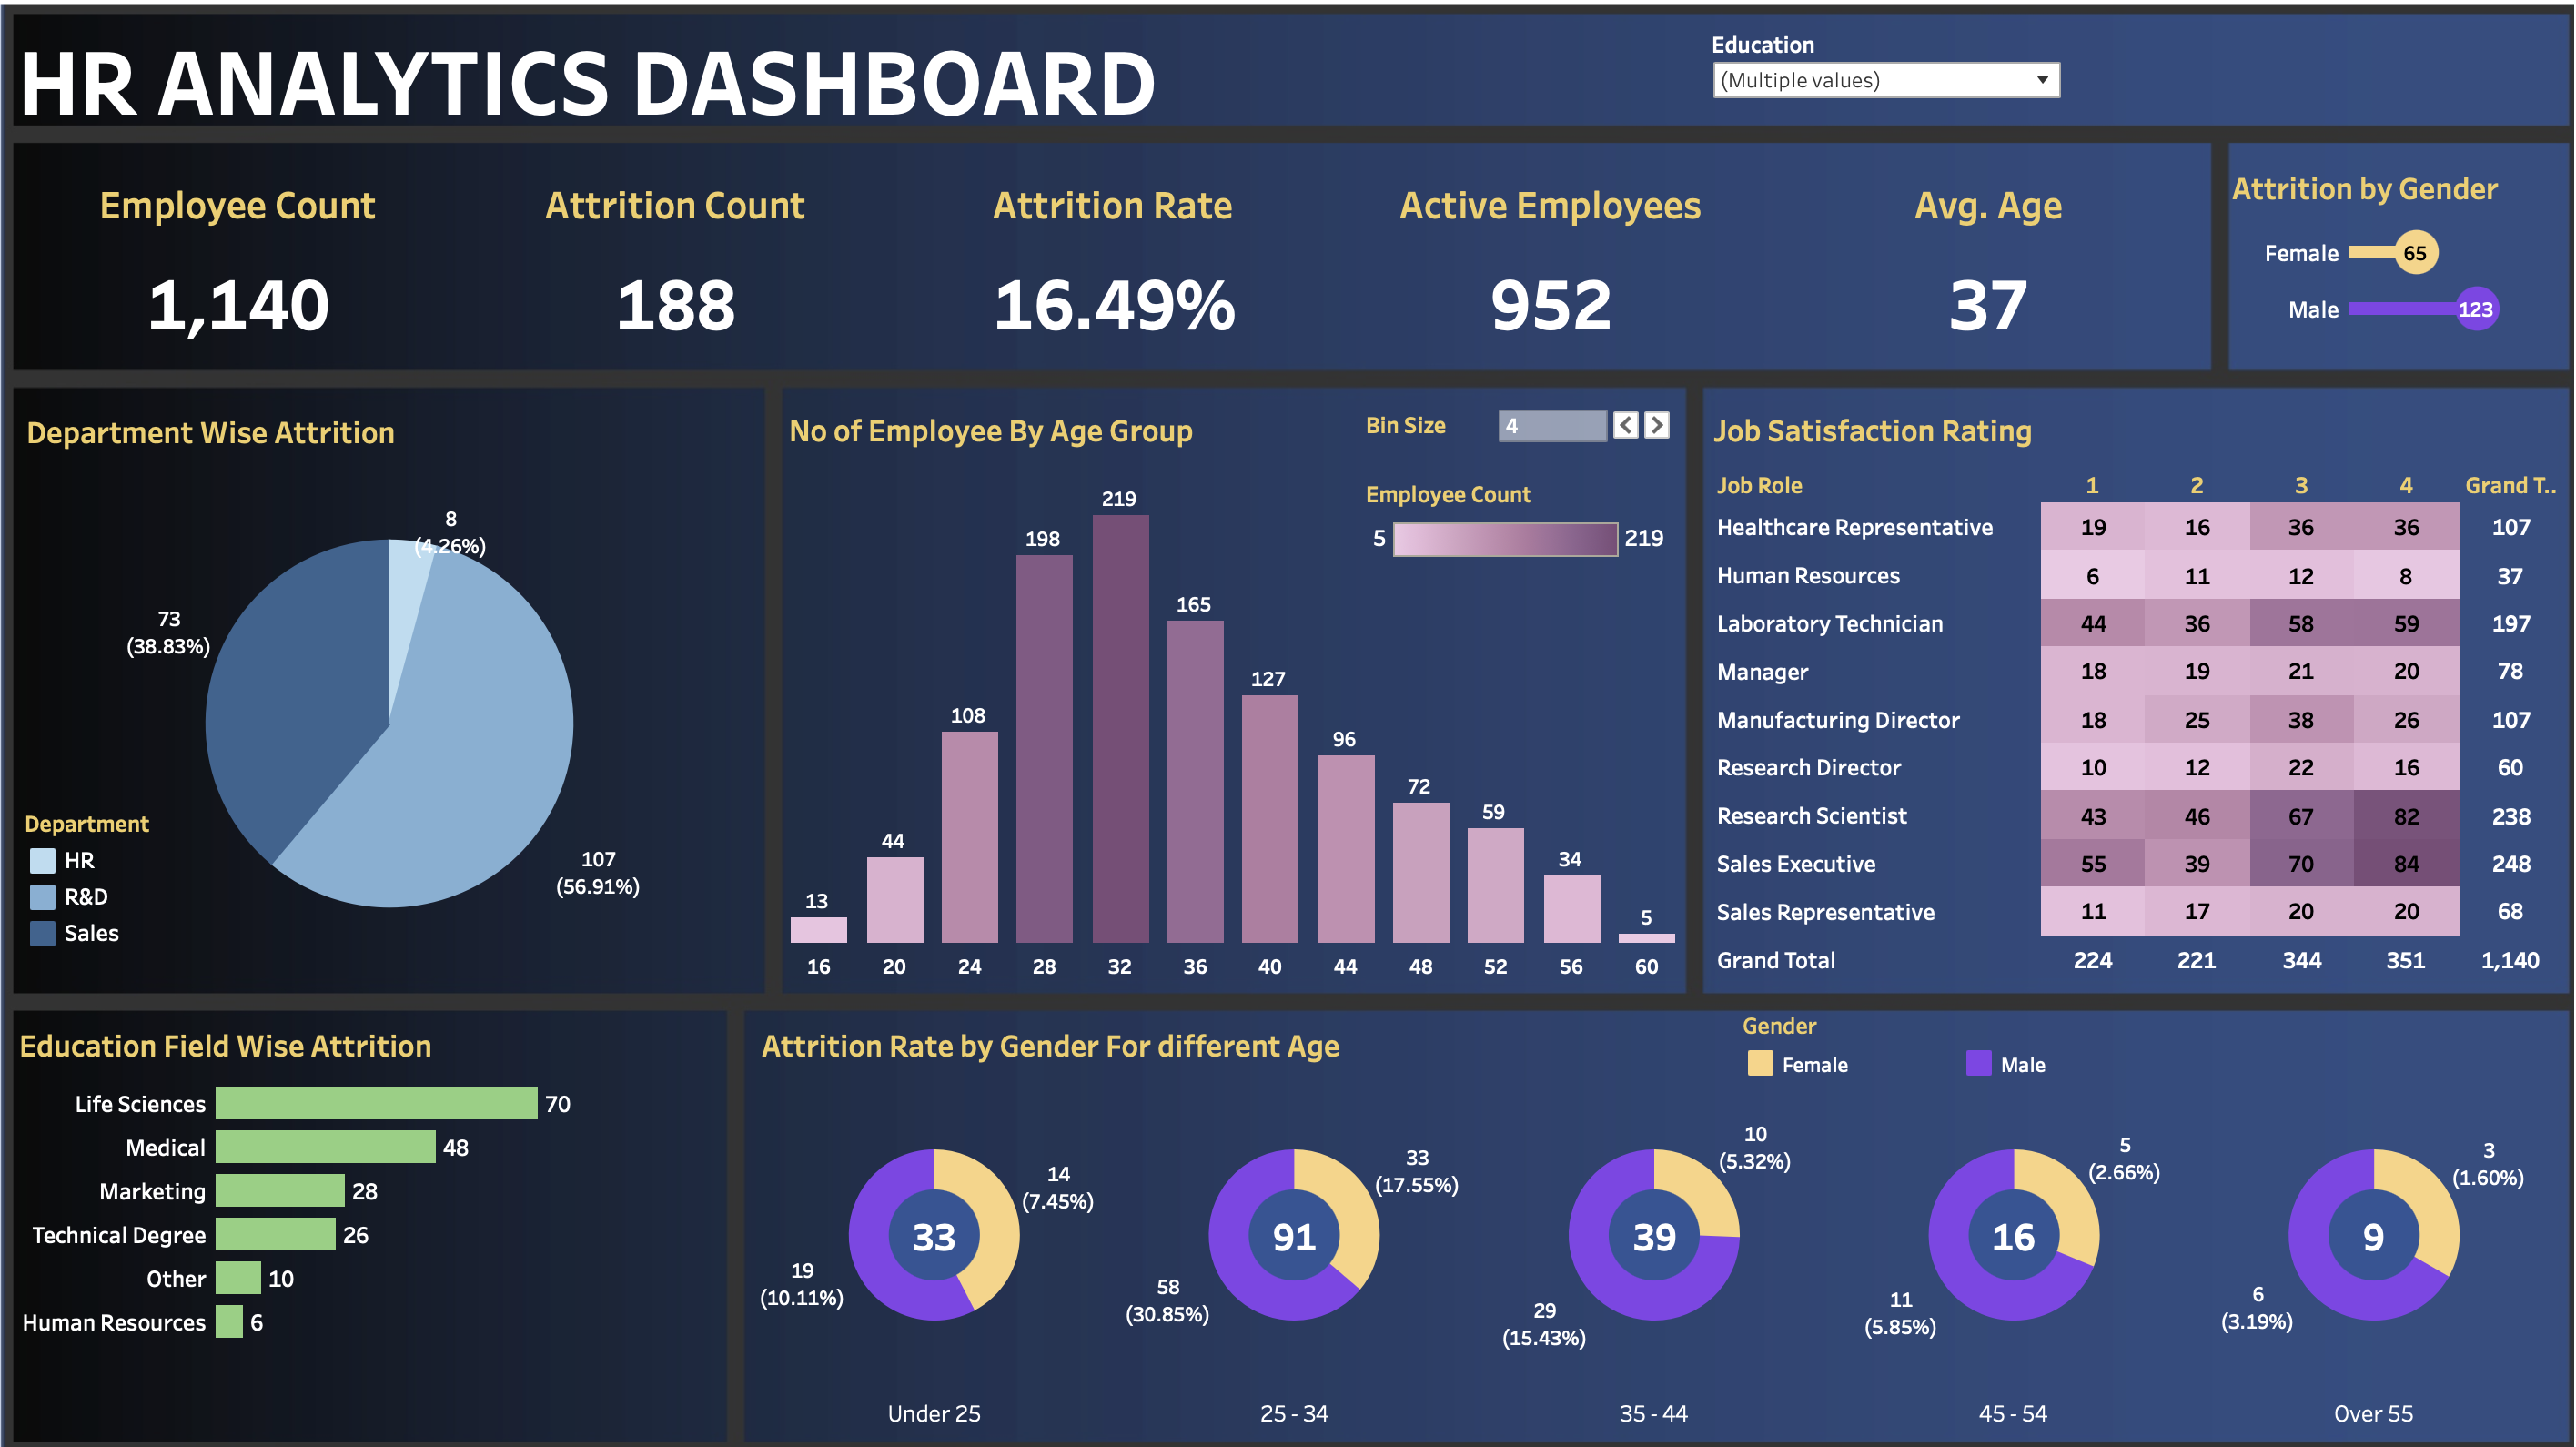 HR ANALYTICS DASHBOARD
Education
(Multiple values)
Employee Count
1,140
Attrition Count
188
Attrition Rate
16.49%
Active Employees
952
Avg. Age
37
Attrition by Gender
Female 65
Male 123
Department Wise Attrition
8
(4.26%)
73
(38.83%)
107
(56.91%)
Department
HR
R&D
Sales
No of Employee By Age Group
Bin Size 4
Employee Count
5 219
13 44 108 198 219 165 127 96 72 59 34 5
16 20 24 28 32 36 40 44 48 52 56 60
Job Satisfaction Rating
Job Role 1 2 3 4 Grand T..
Healthcare Representative 19 16 36 36 107
Human Resources 6 11 12 8 37
Laboratory Technician 44 36 58 59 197
Manager 18 19 21 20 78
Manufacturing Director 18 25 38 26 107
Research Director 10 12 22 16 60
Research Scientist 43 46 67 82 238
Sales Executive 55 39 70 84 248
Sales Representative 11 17 20 20 68
Grand Total 224 221 344 351 1,140
Education Field Wise Attrition
Life Sciences 70
Medical 48
Marketing 28
Technical Degree 26
Other 10
Human Resources 6
Attrition Rate by Gender For different Age
Gender
Female Male
14
(7.45%)
33
19
(10.11%)
Under 25
33
(17.55%)
91
58
(30.85%)
25 - 34
10
(5.32%)
39
29
(15.43%)
35 - 44
5
(2.66%)
16
11
(5.85%)
45 - 54
3
(1.60%)
9
6
(3.19%)
Over 55